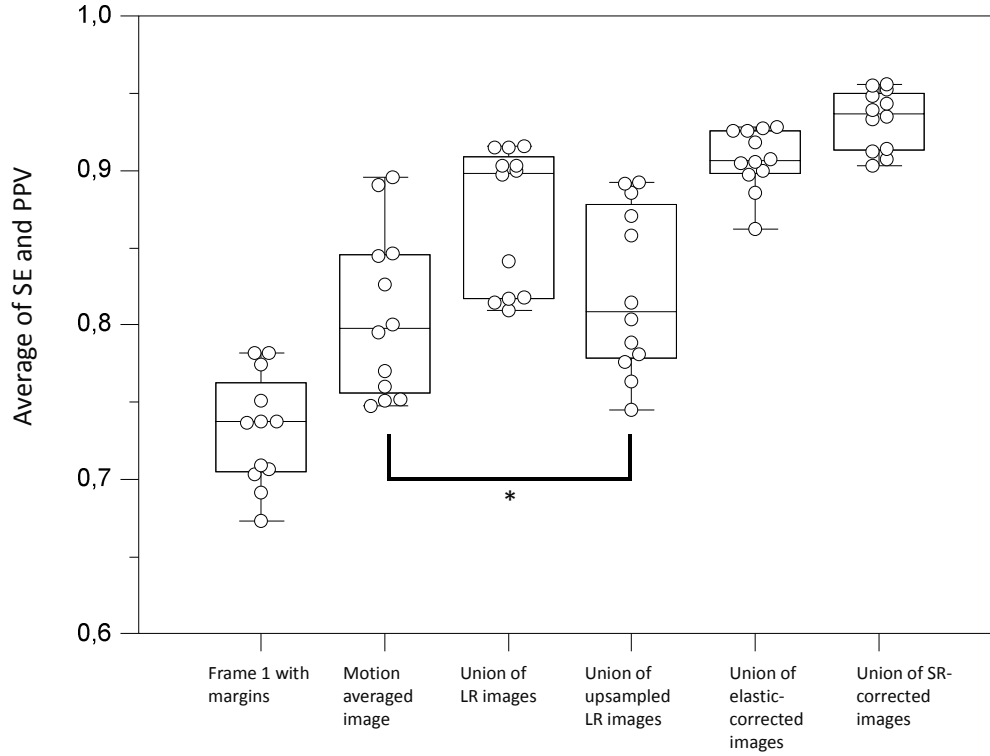 Average of SE and PPV
1,0
0,9
0,8
0,7
0,6
*
Frame 1 with
margins
Motion
averaged
image
Union of
LR images
Union of
upsampled
LR images
Union of
elastic-
corrected
images
Union of SR-
corrected
images